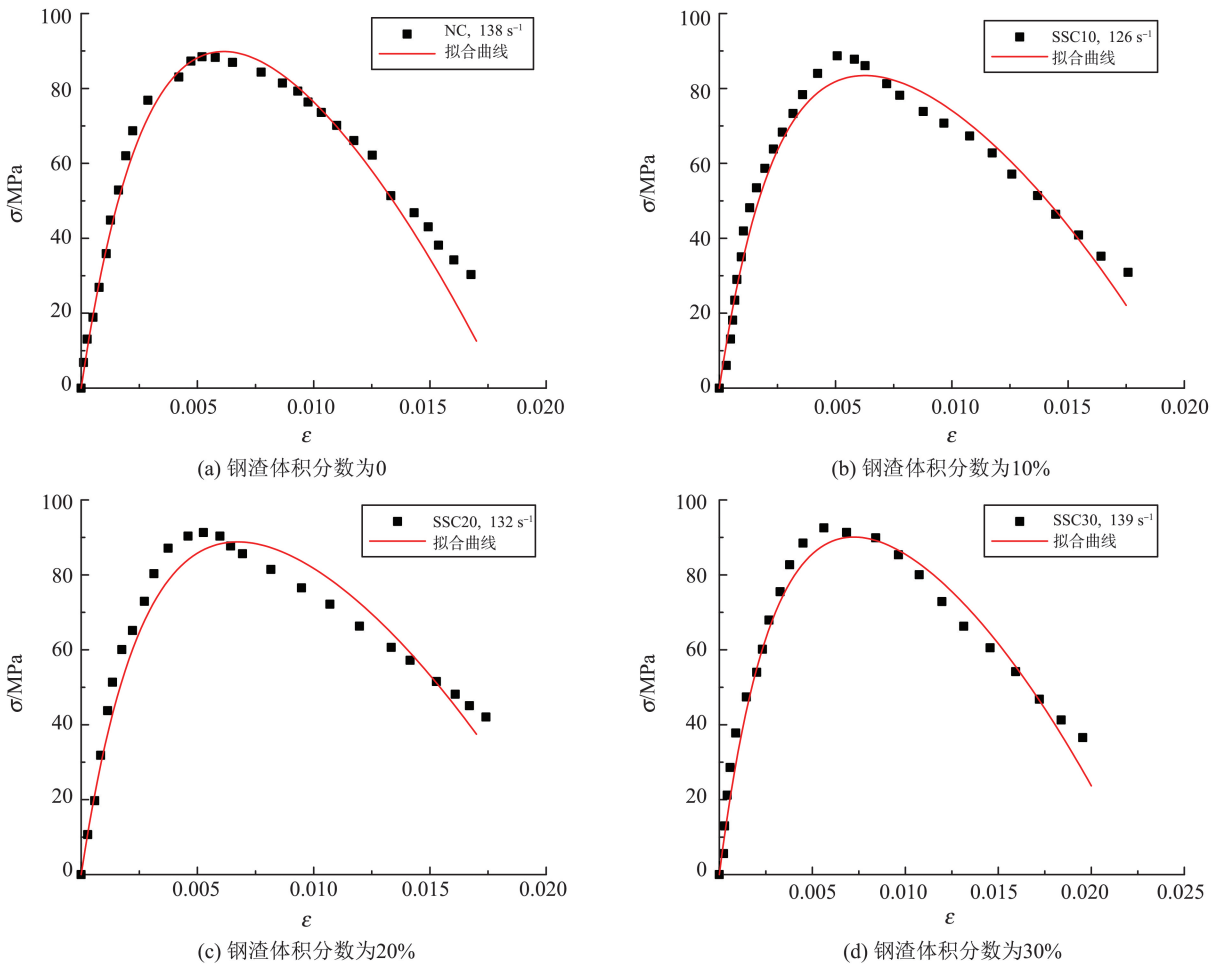 100
80
60
40
20
0
σ/MPa
NC, 138 s⁻¹
拟合曲线
0.005
0.010
0.015
0.020
ε
(a) 钢渣体积分数为0
100
80
60
40
20
0
σ/MPa
SSC10, 126 s⁻¹
拟合曲线
0.005
0.010
0.015
0.020
ε
(b) 钢渣体积分数为10%
100
80
60
40
20
0
σ/MPa
SSC20, 132 s⁻¹
拟合曲线
0.005
0.010
0.015
0.020
ε
(c) 钢渣体积分数为20%
100
80
60
40
20
0
σ/MPa
SSC30, 139 s⁻¹
拟合曲线
0.005
0.010
0.015
0.020
0.025
ε
(d) 钢渣体积分数为30%